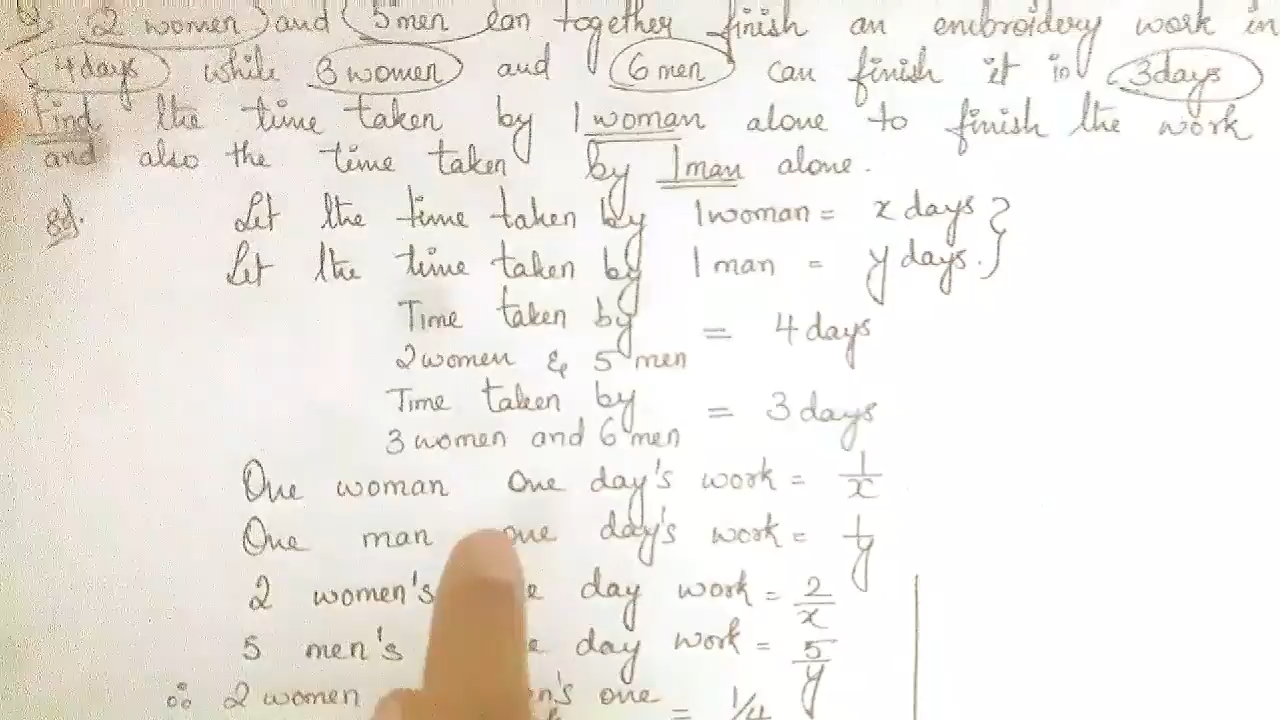 Q. 2 women and 5 men can together finish an embroidery work in
4 days while 3 women and 6 men can finish it in 3 days
Find the time taken by 1 woman alone to finish the work
and also the time taken by 1 man alone.
Sol. Let the time taken by 1 woman = x days
Let the time taken by 1 man = y days.
Time taken by
2 women & 5 men = 4 days
Time taken by
3 women and 6 men = 3 days
One woman one day's work = 1/x
One man one day's work = 1/y
2 women's day work = 2/x
5 men's day work = 5/y
∴ 2 women one = 1/4